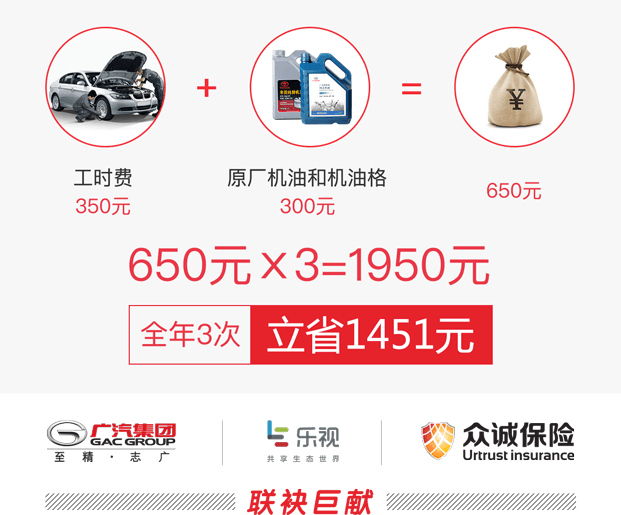 +
=
¥
工时费
350元
原厂机油和机油格
300元
650元
650元×3=1950元
全年3次 立省1451元
广汽集团
GAC GROUP
至精·志广
乐视
共享生态世界
众诚保险
Urtrust insurance
联袂巨献